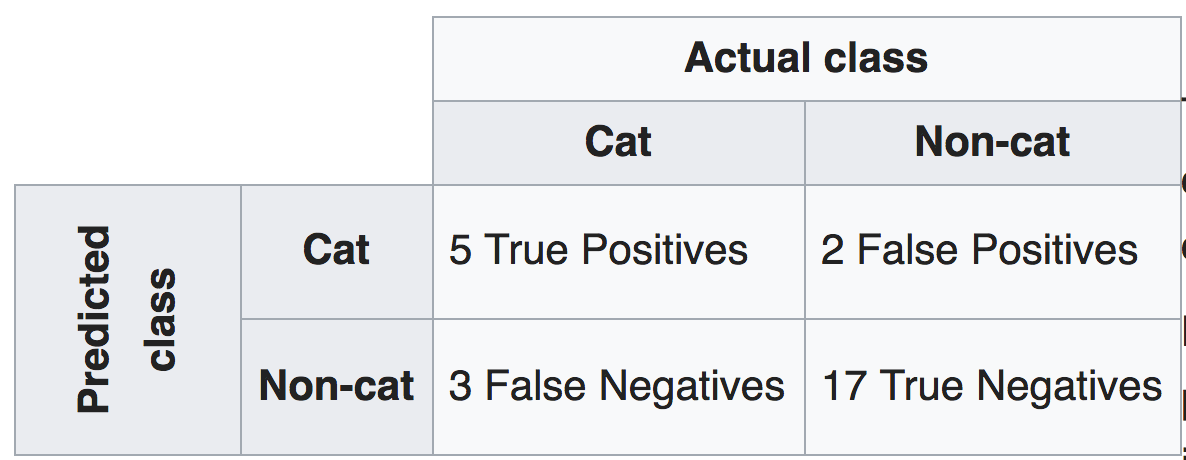 Actual class
Cat
Non-cat
Predicted
class
Cat
5 True Positives
2 False Positives
Non-cat
3 False Negatives
17 True Negatives